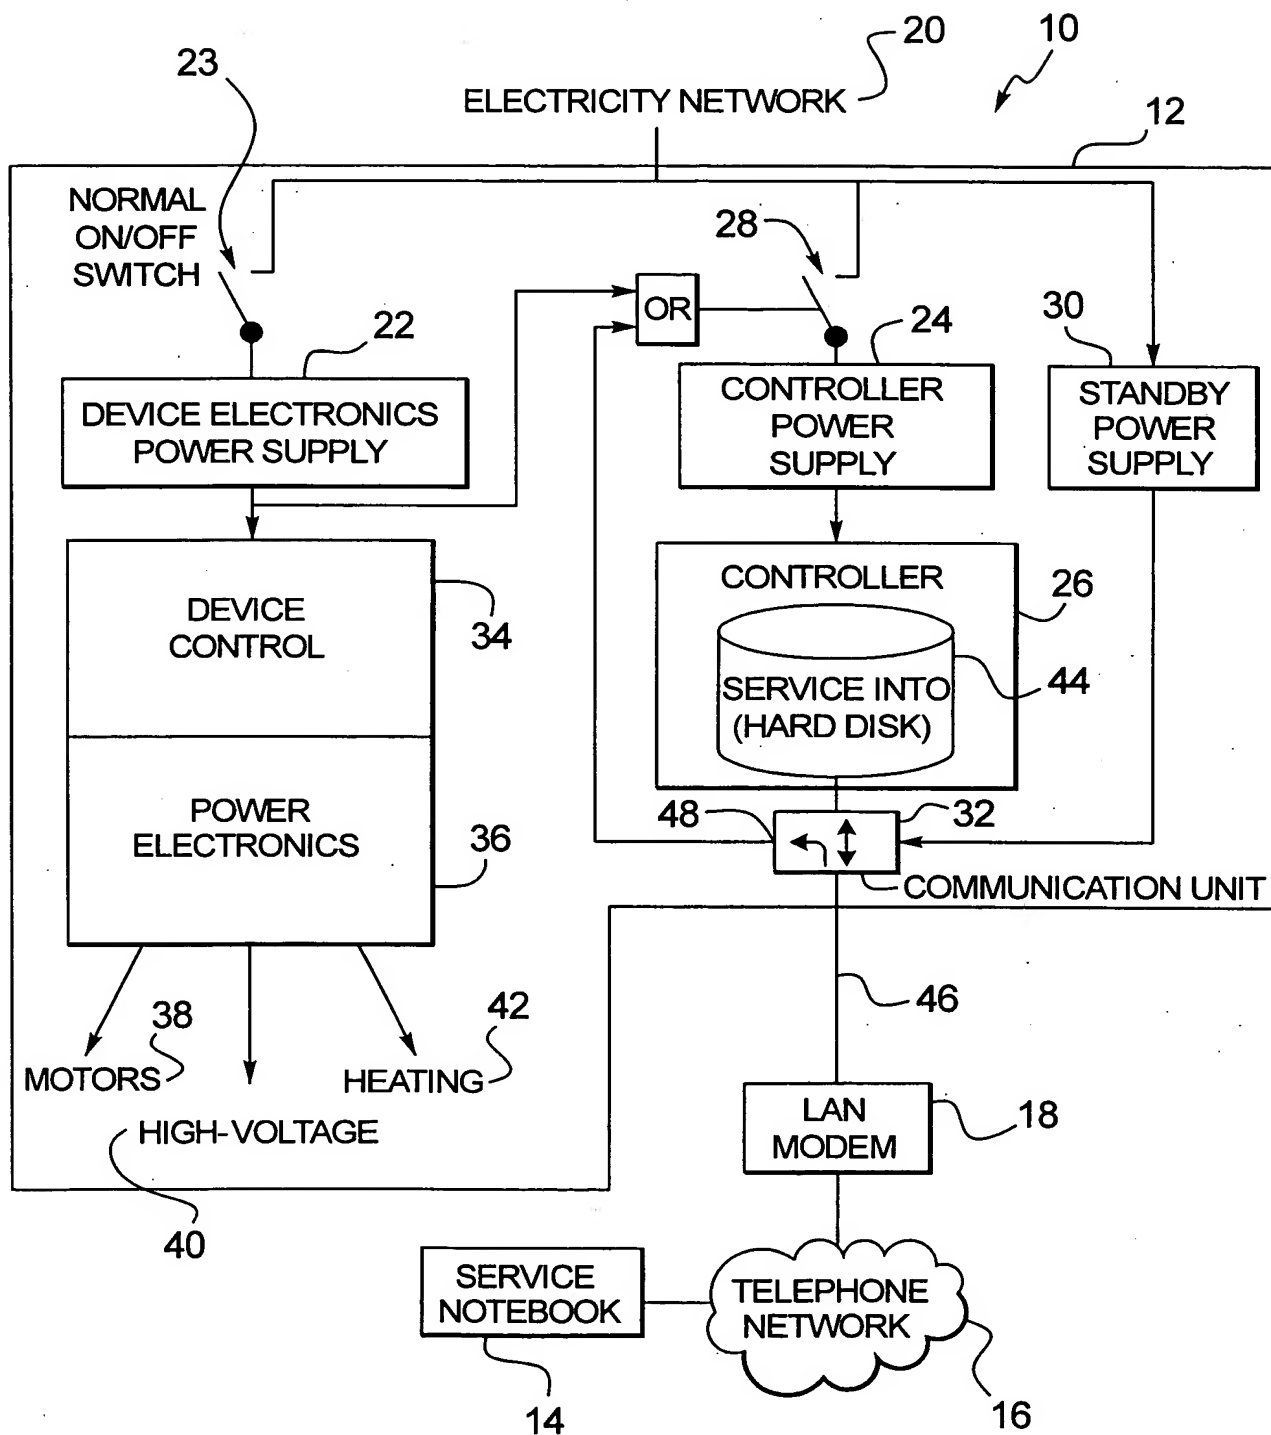 20
10
23
ELECTRICITY NETWORK
12
NORMAL
ON/OFF
SWITCH
28
OR
22
24
30
DEVICE ELECTRONICS
POWER SUPPLY
CONTROLLER
POWER
SUPPLY
STANDBY
POWER
SUPPLY
CONTROLLER
26
DEVICE
CONTROL
34
44
SERVICE INTO
(HARD DISK)
POWER
ELECTRONICS
36
48
32
COMMUNICATION UNIT
46
38
42
MOTORS
HEATING
HIGH-VOLTAGE
40
LAN
MODEM
18
SERVICE
NOTEBOOK
TELEPHONE
NETWORK
14
16